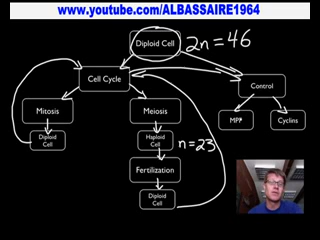 www.youtube.com/ALBASSAIRE1964
Diploid Cell
2n = 46
Cell Cycle
Control
Mitosis
Meiosis
MPF
Cyclins
Diploid
Cell
Haploid
Cell
n = 23
Fertilization
Diploid
Cell